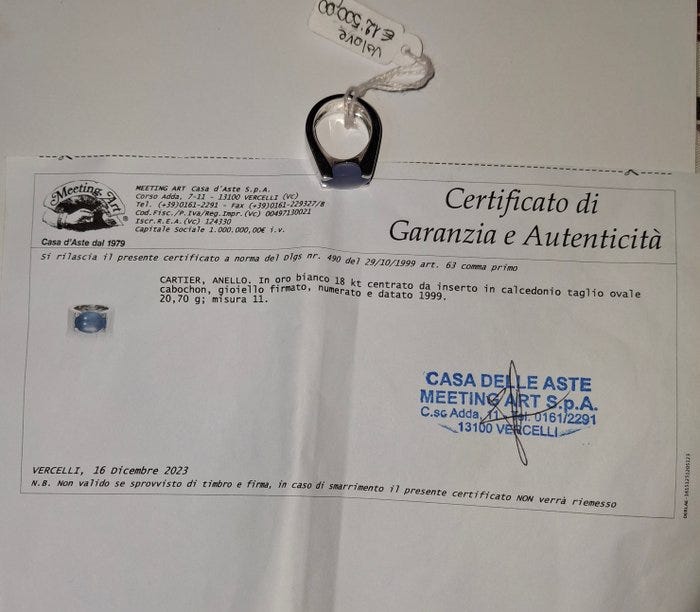 valore
€ 12'500,00
Meeting Art
®
Casa d'Aste dal 1979
MEETING ART Casa d'Aste S.p.A.
Corso Adda, 7-11 - 13100 VERCELLI (VC)
Tel. (+39)0161-2291 - Fax (+39)0161-229327/8
Cod.Fisc./P.Iva/Reg.Impr.(Vc) 00497130021
Iscr.R.E.A.(Vc) 124330
Capitale Sociale 1.000.000,00€ i.v.
Certificato di
Garanzia e Autenticità
Si rilascia il presente certificato a norma del dlgs nr. 490 del 29/10/1999 art. 63 comma primo
CARTIER, ANELLO. In oro bianco 18 kt centrato da inserto in calcedonio taglio ovale
cabochon, gioiello firmato, numerato e datato 1999.
20,70 g; misura 11.
CASA DELLE ASTE
MEETING ART S.p.A.
C.so Adda, 11 - Tel. 0161/2291
13100 VERCELLI
VERCELLI, 16 Dicembre 2023
N.B. Non valido se sprovvisto di timbro e firma, in caso di smarrimento il presente certificato NON verrà riemesso